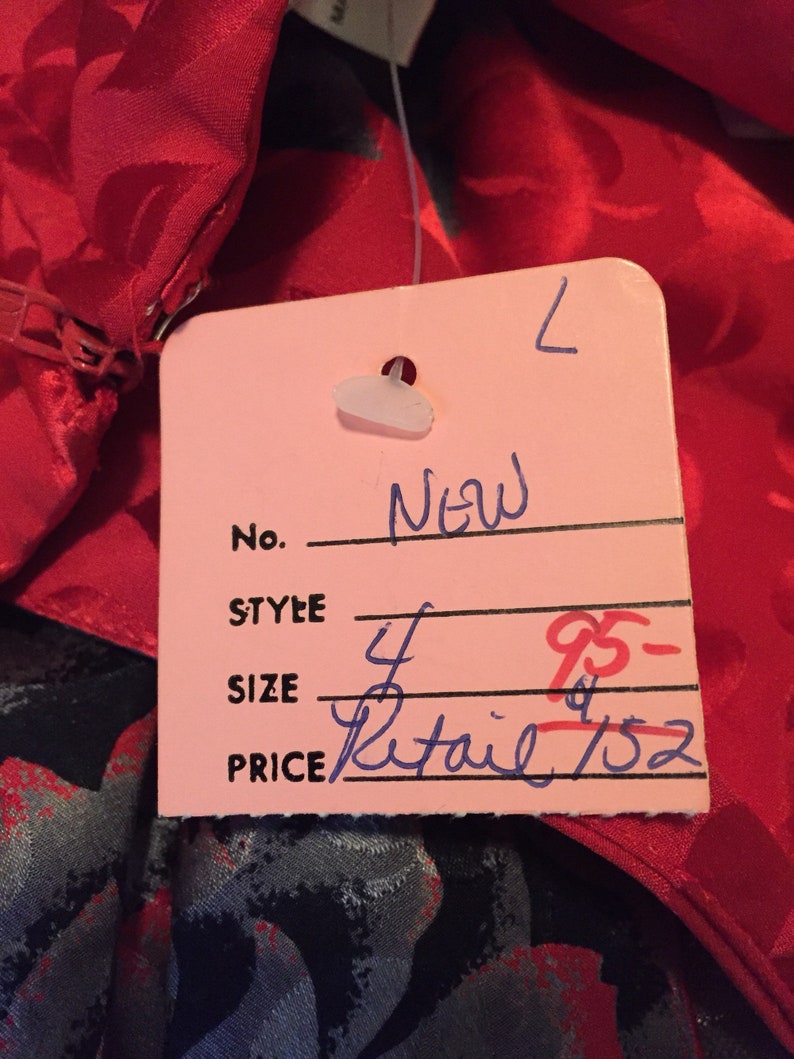 L
No. NEW
STYLE
SIZE 4 95-
PRICE Retail $152